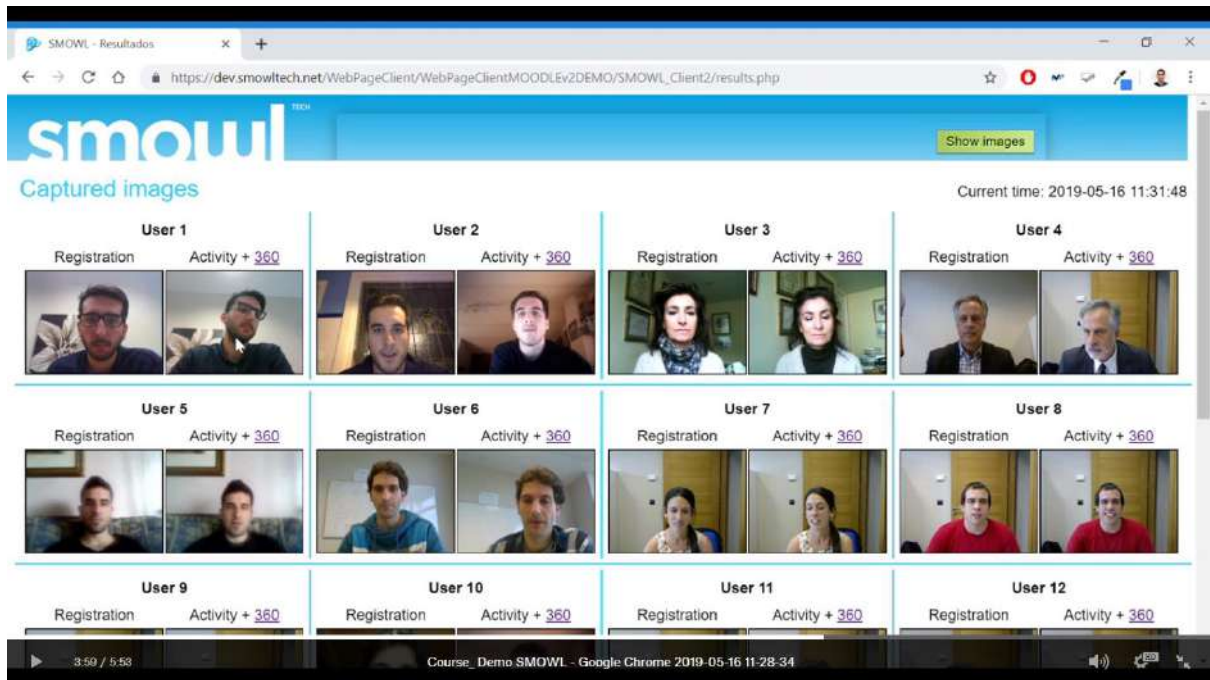 SMOWL - Resultados
https://dev.smowltech.net/WebPageClient/WebPageClientMOODLEv2DEMO/SMOWL_Client2/results.php
smowl TECH
Show images
Captured images
Current time: 2019-05-16 11:31:48
User 1 User 2 User 3 User 4
Registration Activity + 360 Registration Activity + 360 Registration Activity + 360 Registration Activity + 360
User 5 User 6 User 7 User 8
Registration Activity + 360 Registration Activity + 360 Registration Activity + 360 Registration Activity + 360
User 9 User 10 User 11 User 12
Registration Activity + 360 Registration Activity + 360 Registration Activity + 360 Registration Activity + 360
3:59 / 5:53 Course_Demo SMOWL - Google Chrome 2019-05-16 11-28-34